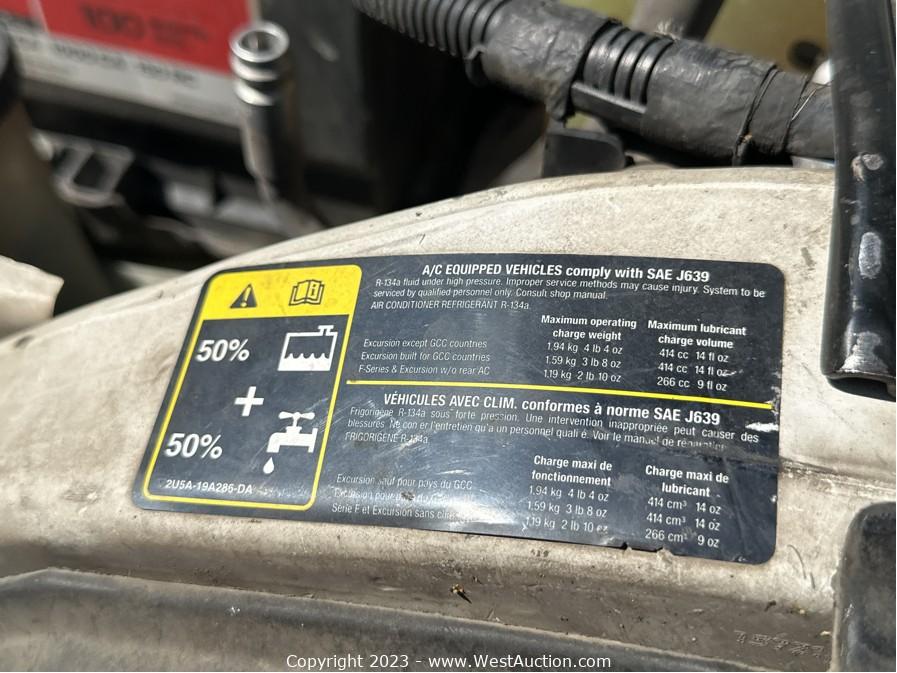 100
A/C EQUIPPED VEHICLES comply with SAE J639
R-134a fluid under high pressure. Improper service methods may cause injury. System to be
serviced by qualified personnel only. Consult shop manual.
AIR CONDITIONER REFRIGERANT R-134a.
Maximum operating charge weight Maximum lubricant charge volume
Excursion except GCC countries 1.94 kg 4 lb 4 oz 414 cc 14 fl oz
Excursion built for GCC countries 1.59 kg 3 lb 8 oz 414 cc 14 fl oz
F-Series & Excursion w/o rear AC 1.19 kg 2 lb 10 oz 266 cc 9 fl oz
50%
+
50%
2U5A-19A286-DA
VÉHICULES AVEC CLIM. conformes à norme SAE J639
Frigorigène R-134a sous forte pression. Une intervention inappropriée peut causer des
blessures. Ne con er l'entretien qu'a un personnel quali é. Voir le manuel de
FRIGORIGÈNE R-134a
Charge maxi de fonctionnement Charge maxi de lubricant
Excursion sauf pour pays du GCC 1.94 kg 4 lb 4 oz 414 cm³ 14 oz
Excursion pour du GCC 1.59 kg 3 lb 8 oz 414 cm³ 14 oz
Série F et Excursion sans clim 1.19 kg 2 lb 10 oz 266 cm³ 9 oz
Copyright 2023 - www.WestAuction.com